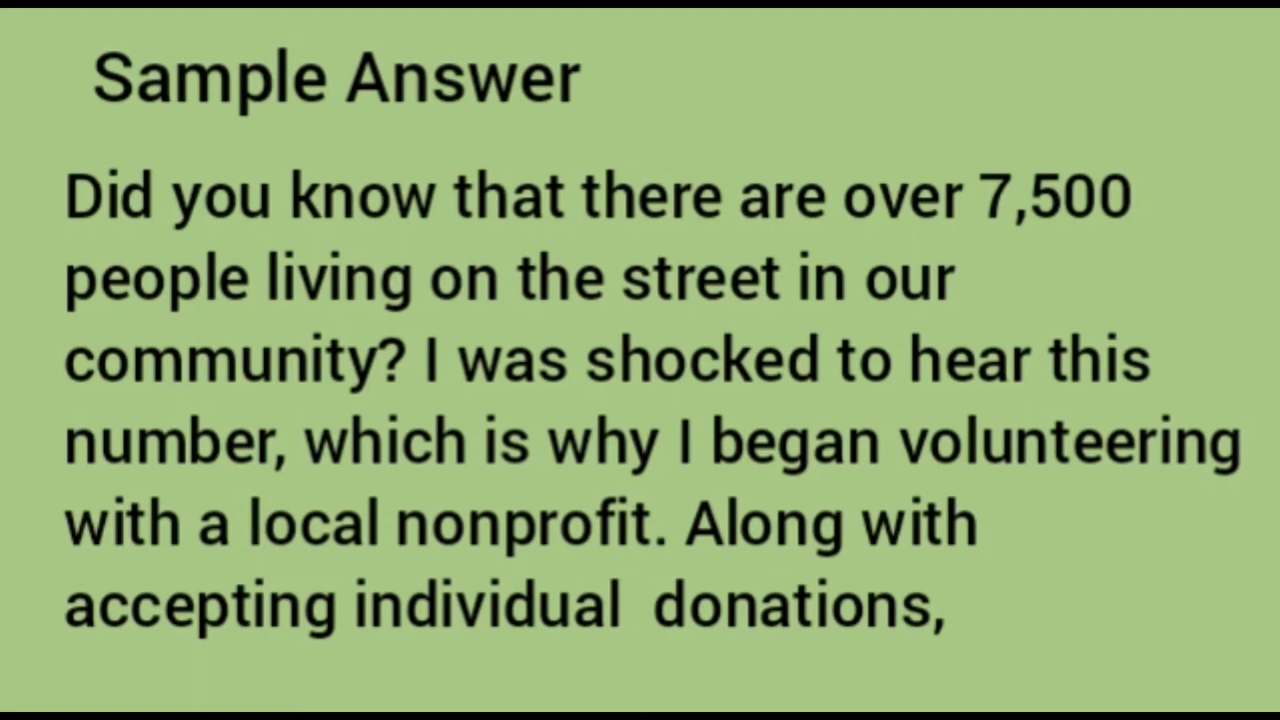 Sample Answer
Did you know that there are over 7,500
people living on the street in our
community? I was shocked to hear this
number, which is why I began volunteering
with a local nonprofit. Along with
accepting individual  donations,